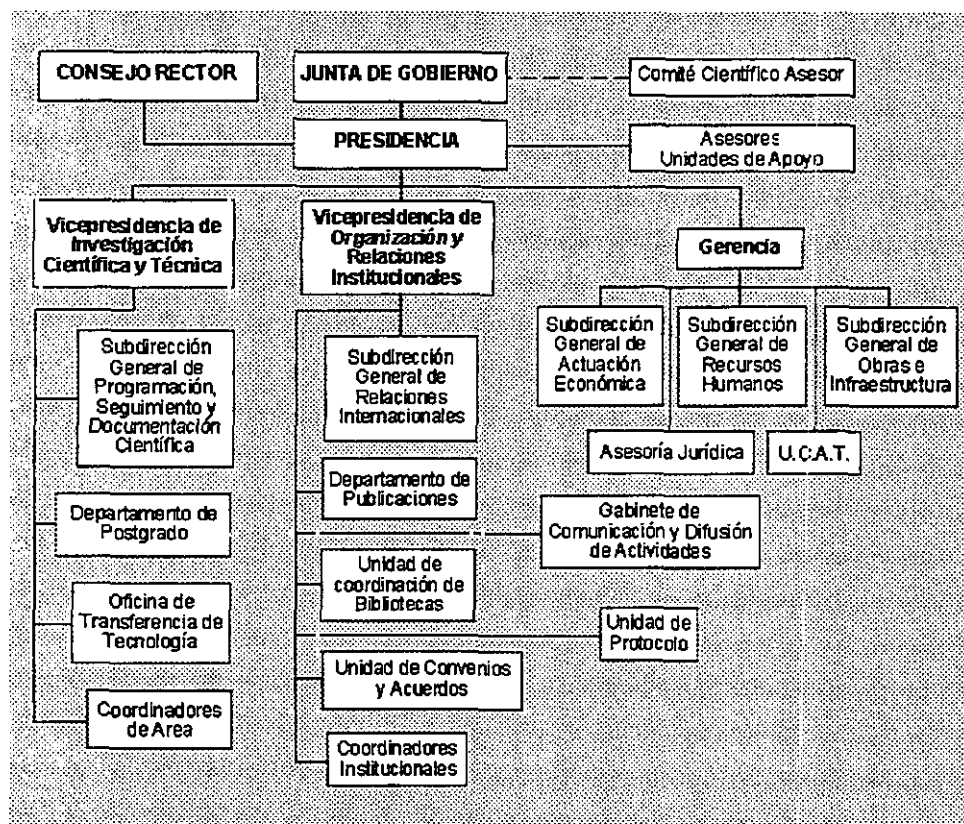 CONSEJO RECTOR
JUNTA DE GOBIERNO
Comité Científico Asesor
PRESIDENCIA
Asesores
Unidades de Apoyo
Vicepresidencia de
Investigación
Científica y Técnica
Vicepresidencia de
Organización y
Relaciones
Institucionales
Gerencia
Subdirección
General de
Programación,
Seguimiento y
Documentación
Científica
Departamento de
Postgrado
Oficina de
Transferencia de
Tecnología
Coordinadores
de Area
Subdirección
General de
Relaciones
Internacionales
Departamento de
Publicaciones
Gabinete de
Comunicación y Difusión
de Actividades
Unidad de
coordinación de
Bibliotecas
Unidad de
Protocolo
Unidad de Convenios
y Acuerdos
Coordinadores
Institucionales
Subdirección
General de
Actuación
Económica
Subdirección
General de
Recursos
Humanos
Subdirección
General de
Obras e
Infraestructura
Asesoría Jurídica
U.C.A.T.